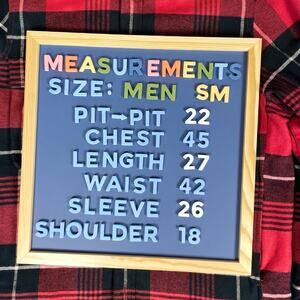 MEASUREMENTS
SIZE: MEN SM
PIT→PIT 22
CHEST 45
LENGTH 27
WAIST 42
SLEEVE 26
SHOULDER 18